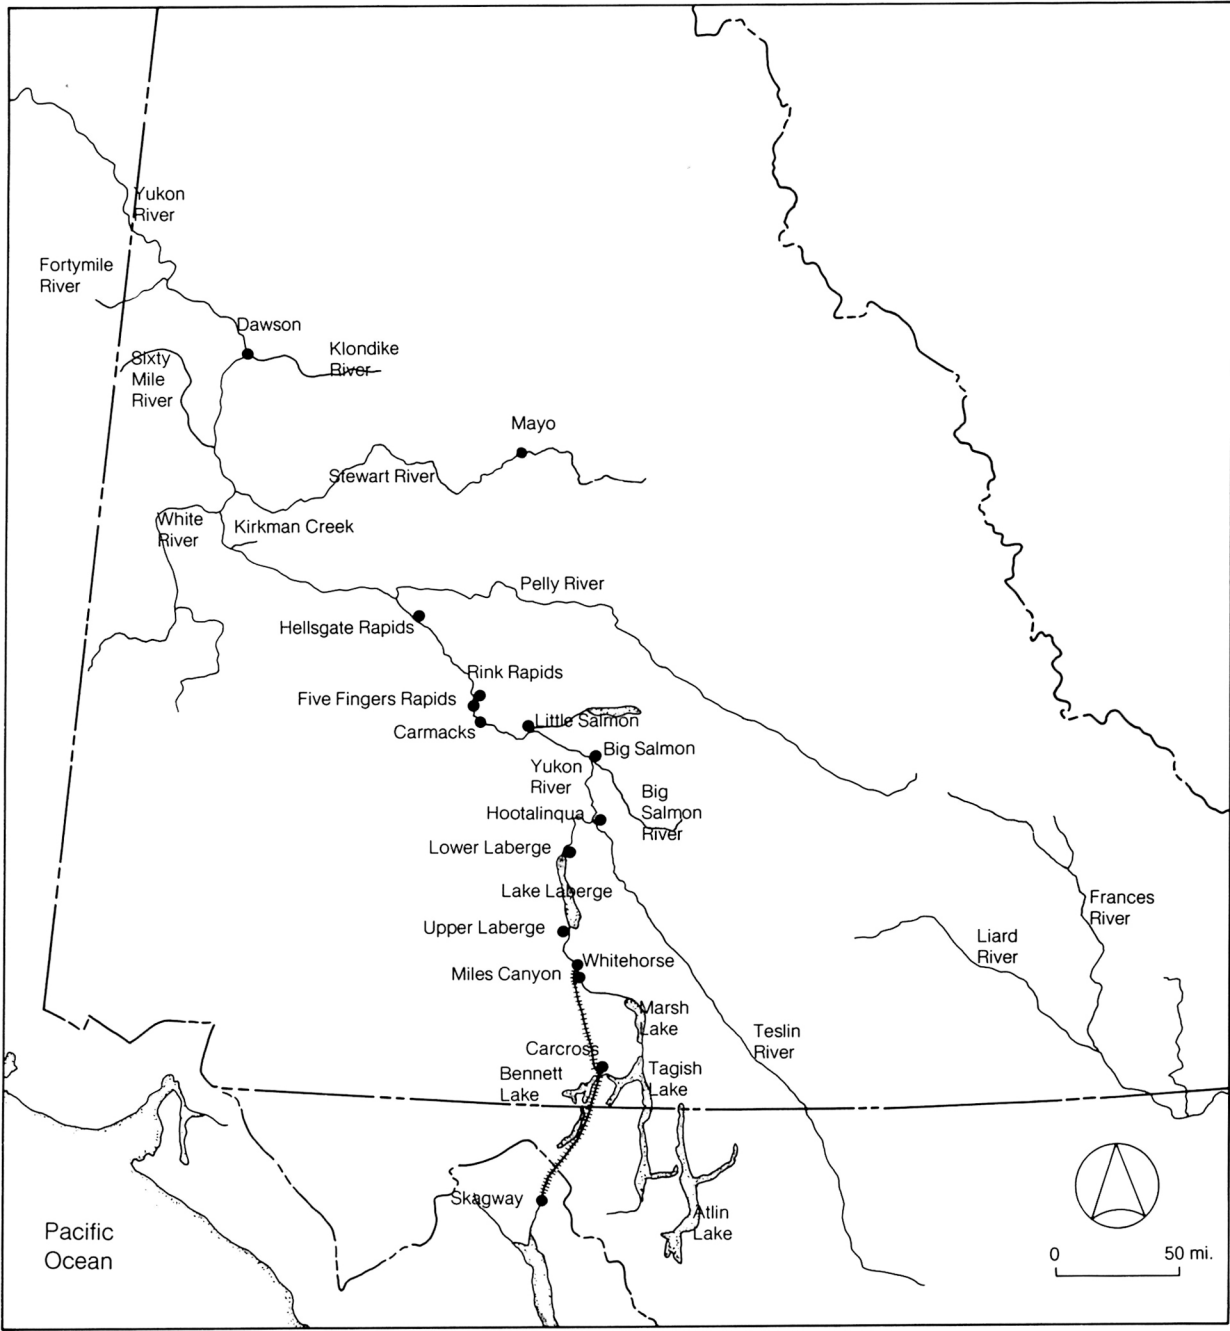 Yukon
River
Fortymile
River
Dawson
Klondike
River
Sixty
Mile
River
Mayo
Stewart River
White
River
Kirkman Creek
Pelly River
Hellsgate Rapids
Rink Rapids
Five Fingers Rapids
Little Salmon
Carmacks
Big Salmon
Yukon
River
Big
Salmon
River
Hootalinqua
Lower Laberge
Lake Laberge
Frances
River
Upper Laberge
Liard
River
Whitehorse
Miles Canyon
Marsh
Lake
Teslin
River
Carcross
Bennett
Lake
Tagish
Lake
Skagway
Atlin
Lake
Pacific
Ocean
0 50 mi.